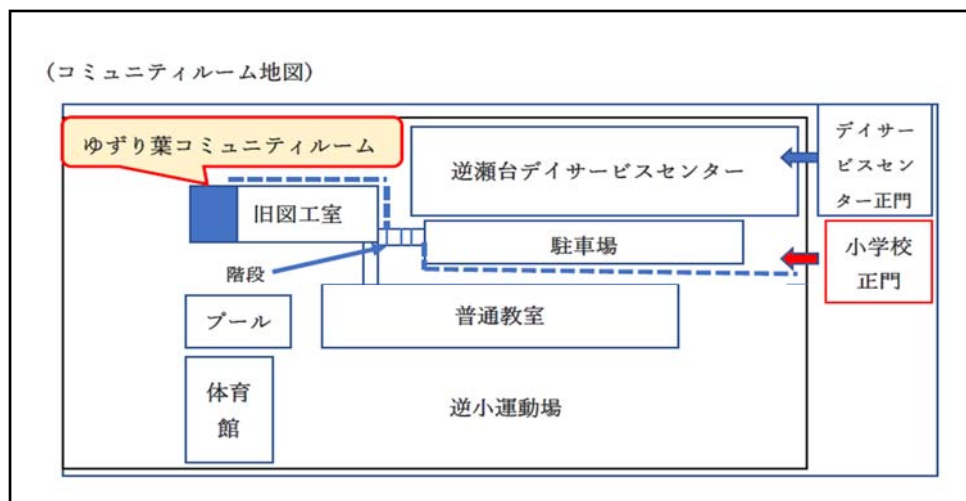 (コミュニティルーム地図)
ゆずり葉コミュニティルーム
旧図工室
階段
プール
体育
館
逆瀬台デイサービスセンター
駐車場
普通教室
逆小運動場
デイサー
ビスセン
ター正門
小学校
正門